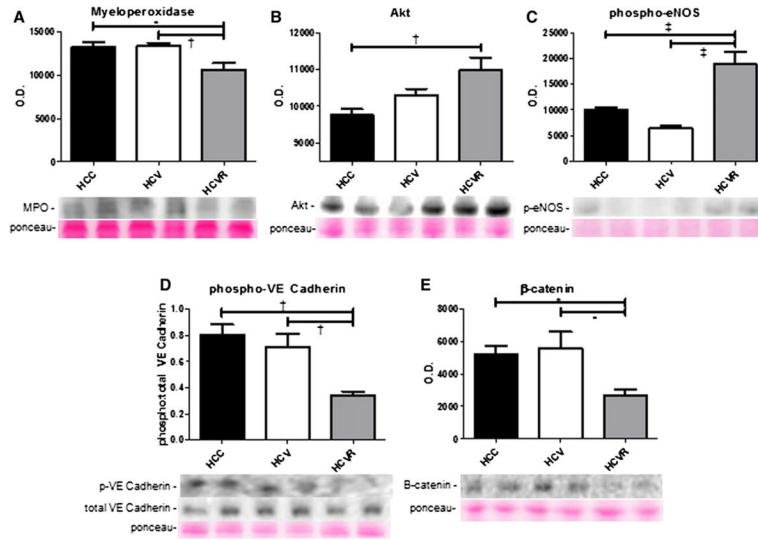 A
Myeloperoxidase
*
†
15000
10000
5000
0
O.D.
HCC
HCV
HCVR
MPO -
ponceau-
B
Akt
†
12000
11000
10000
9000
O.D.
HCC
HCV
HCVR
Akt -
ponceau-
C
phospho-eNOS
‡
‡
25000
20000
15000
10000
5000
0
O.D.
HCC
HCV
HCVR
p-eNOS -
ponceau-
D
phospho-VE Cadherin
†
†
1.0
0.8
0.6
0.4
0.2
0.0
phospho:total VE Cadherin
HCC
HCV
HCVR
p-VE Cadherin-
total VE Cadherin-
ponceau-
E
β-catenin
*
*
8000
6000
4000
2000
0
O.D.
HCC
HCV
HCVR
B-catenin -
ponceau-